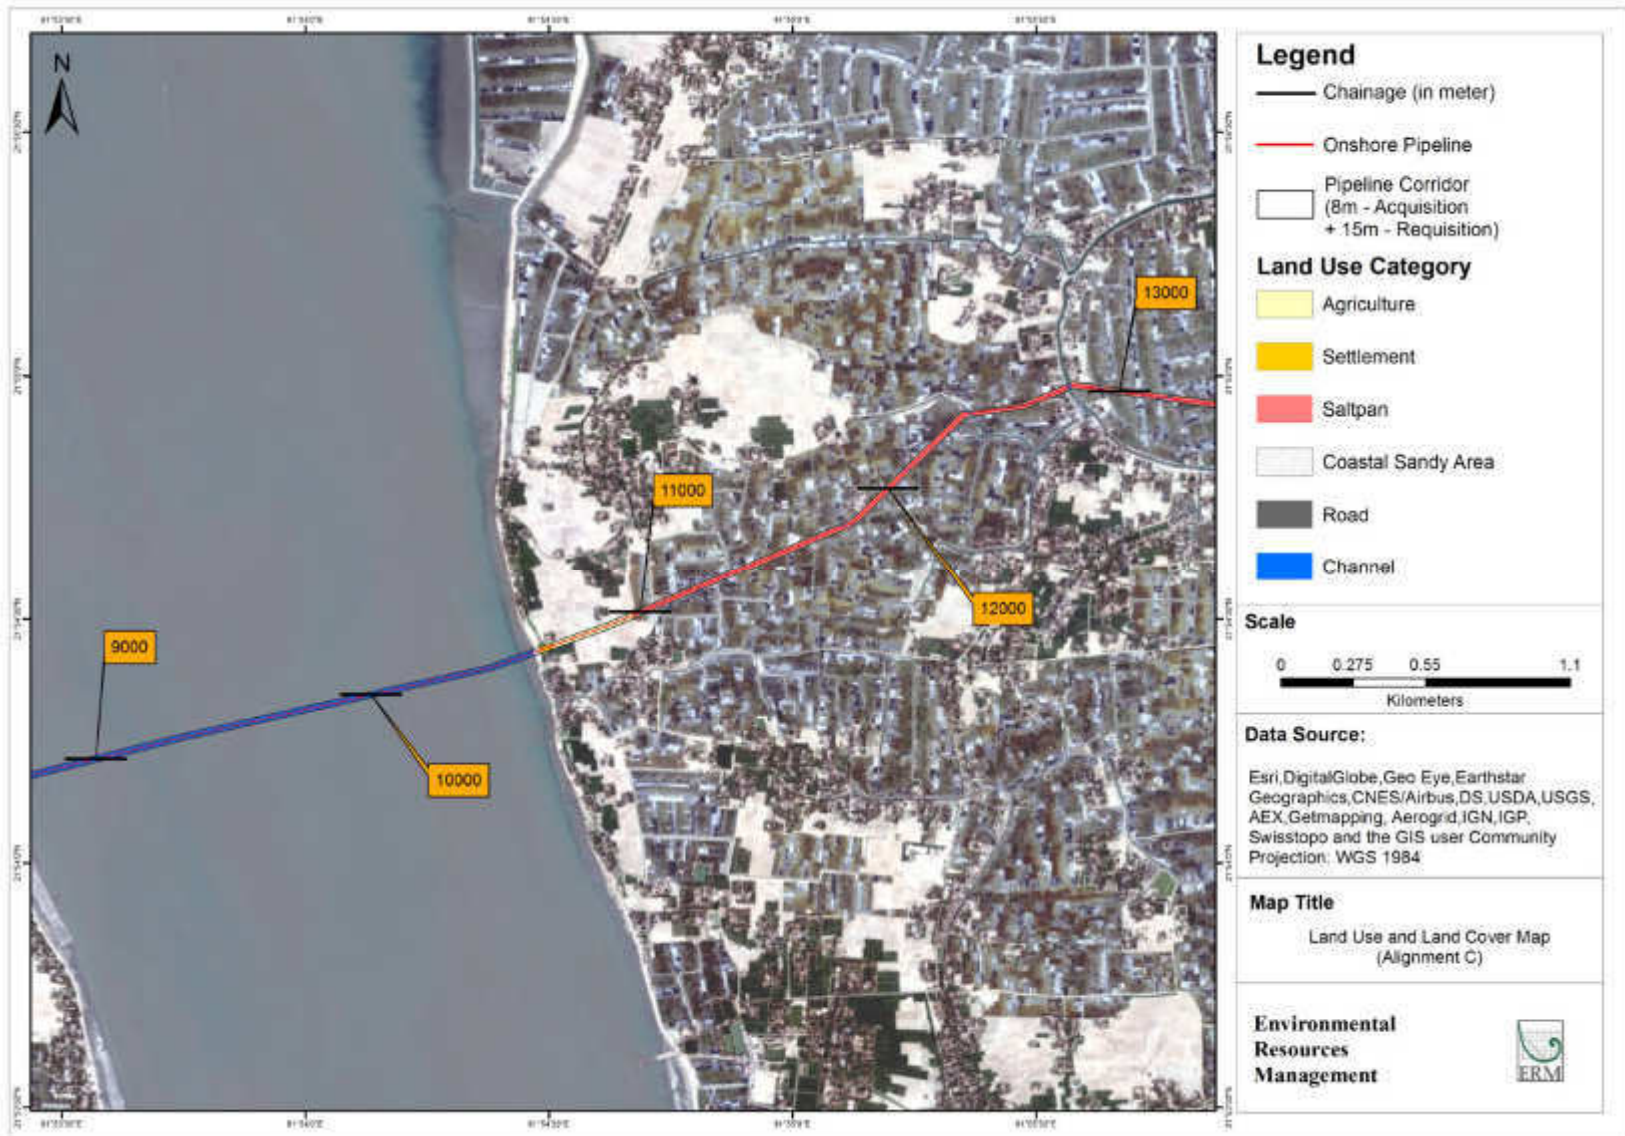 N
13000
11000
12000
9000
10000
Legend
Chainage (in meter)
Onshore Pipeline
Pipeline Corridor
(8m - Acquisition
+ 15m - Requisition)
Land Use Category
Agriculture
Settlement
Saltpan
Coastal Sandy Area
Road
Channel
Scale
0 0.275 0.55 1.1
Kilometers
Data Source:
Esri,DigitalGlobe,Geo Eye,Earthstar
Geographics,CNES/Airbus,DS,USDA,USGS,
AEX,Getmapping, Aerogrid,IGN,IGP,
Swisstopo and the GIS user Community
Projection: WGS 1984
Map Title
Land Use and Land Cover Map
(Alignment C)
Environmental
Resources
Management
ERM